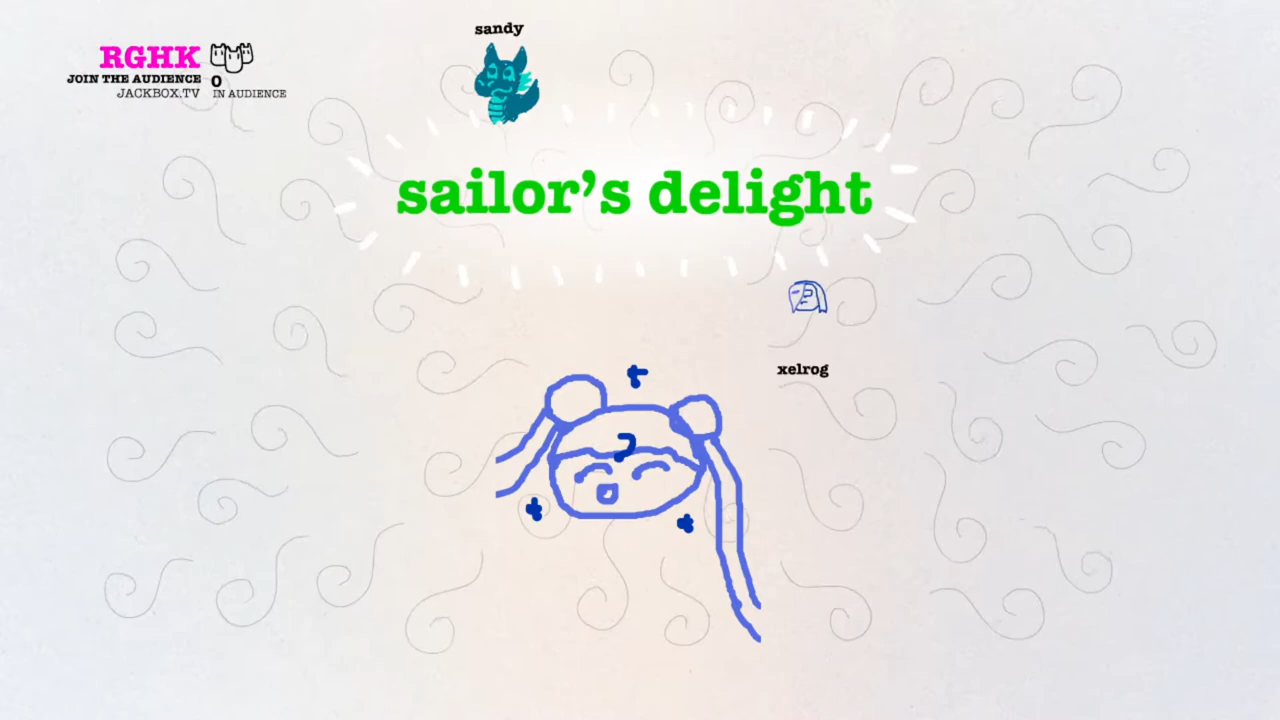 sandy
RGHK
JOIN THE AUDIENCE
JACKBOX.TV
0
IN AUDIENCE
sailor's delight
xelrog